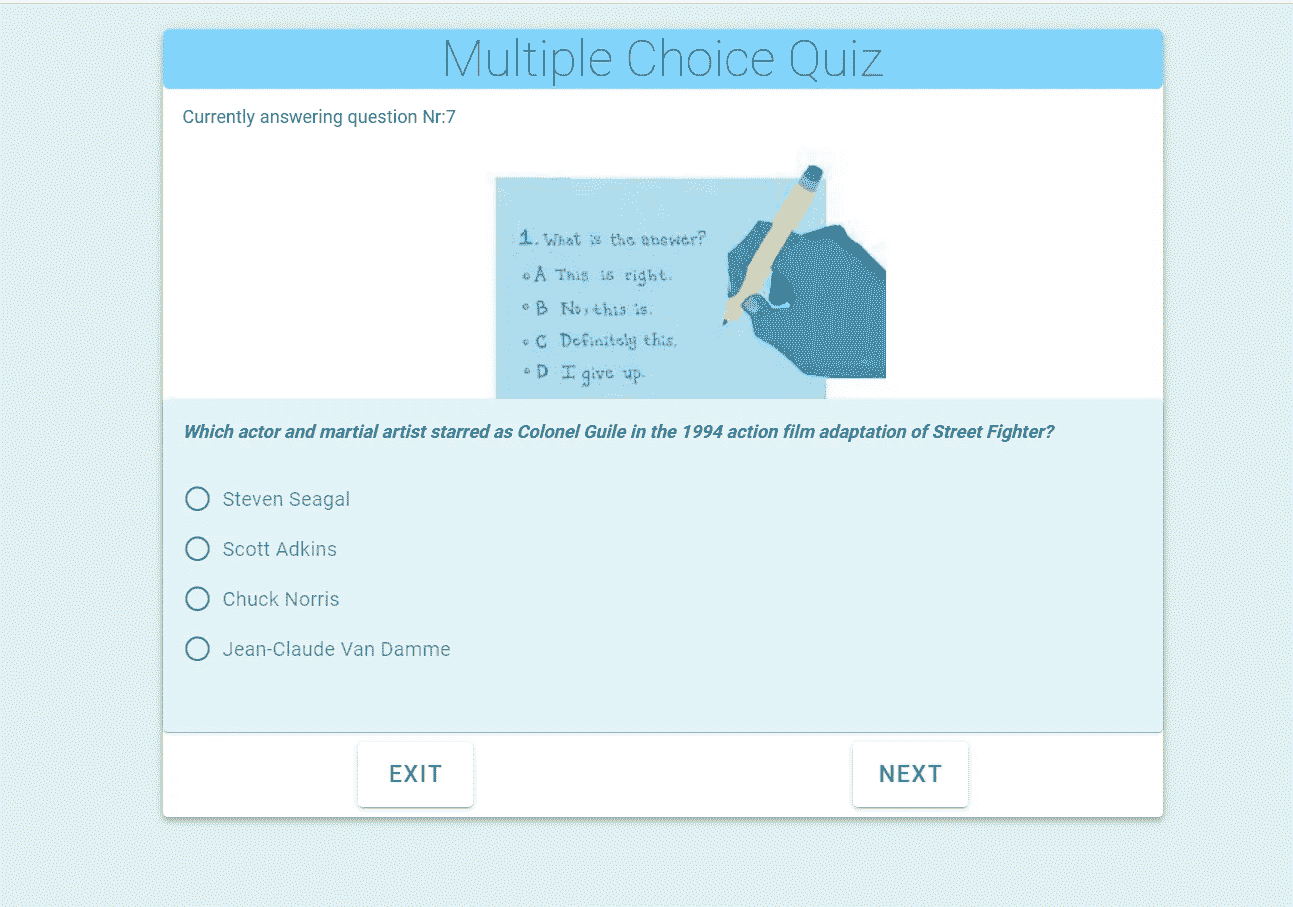 Multiple Choice Quiz
Currently answering question Nr:7
1. What is the answer?
A This is right.
B No, this is.
C Definitely this.
D I give up.
Which actor and martial artist starred as Colonel Guile in the 1994 action film adaptation of Street Fighter?
Steven Seagal
Scott Adkins
Chuck Norris
Jean-Claude Van Damme
EXIT
NEXT